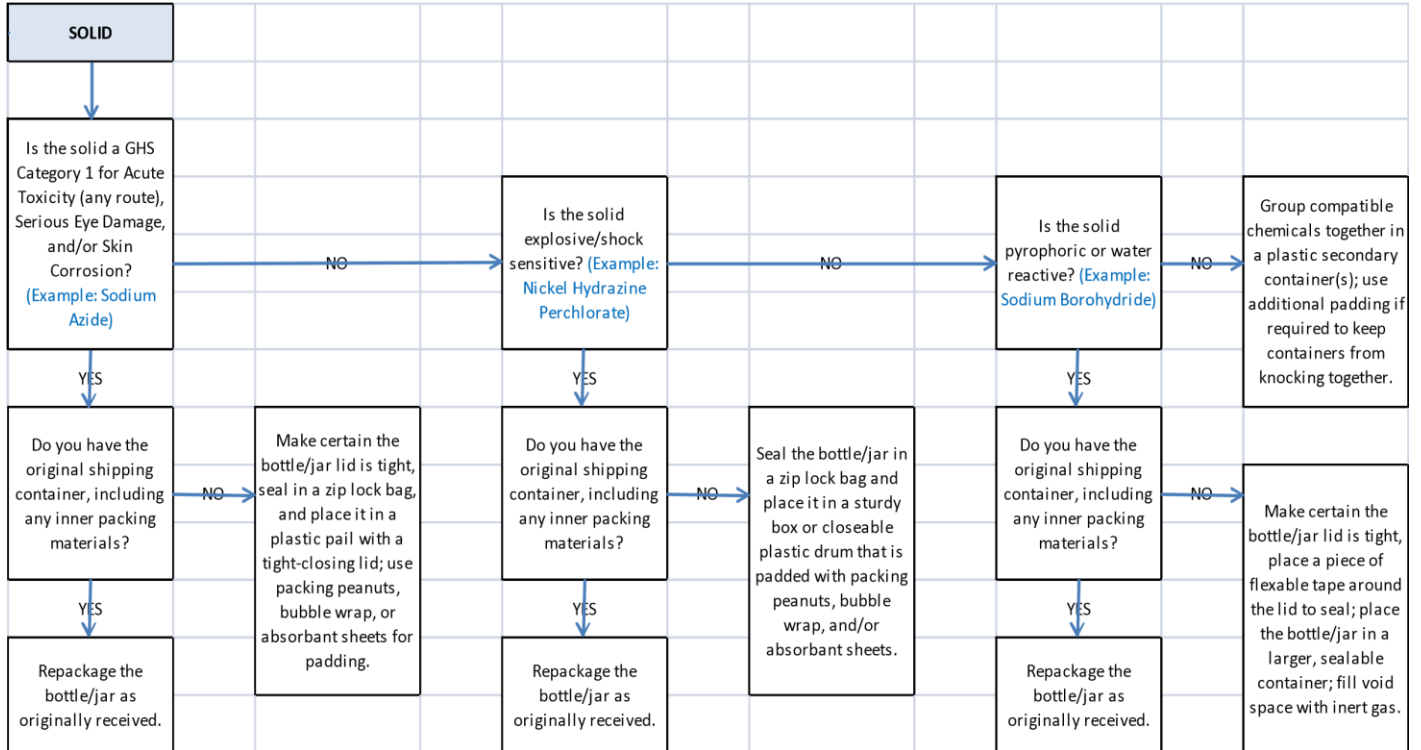 SOLID
Is the solid a GHS
Category 1 for Acute
Toxicity (any route),
Serious Eye Damage,
and/or Skin
Corrosion?
(Example: Sodium
Azide)
NO
Is the solid
explosive/shock
sensitive? (Example:
Nickel Hydrazine
Perchlorate)
NO
Is the solid
pyrophoric or water
reactive? (Example:
Sodium Borohydride)
NO
Group compatible
chemicals together in
a plastic secondary
container(s); use
additional padding if
required to keep
containers from
knocking together.
YES
YES
YES
Do you have the
original shipping
container, including
any inner packing
materials?
NO
Make certain the
bottle/jar lid is tight,
seal in a zip lock bag,
and place it in a
plastic pail with a
tight-closing lid; use
packing peanuts,
bubble wrap, or
absorbant sheets for
padding.
Do you have the
original shipping
container, including
any inner packing
materials?
NO
Seal the bottle/jar in
a zip lock bag and
place it in a sturdy
box or closeable
plastic drum that is
padded with packing
peanuts, bubble
wrap, and/or
absorbant sheets.
Do you have the
original shipping
container, including
any inner packing
materials?
NO
Make certain the
bottle/jar lid is tight,
place a piece of
flexable tape around
the lid to seal; place
the bottle/jar in a
larger, sealable
container; fill void
space with inert gas.
YES
YES
YES
Repackage the
bottle/jar as
originally received.
Repackage the
bottle/jar as
originally received.
Repackage the
bottle/jar as
originally received.